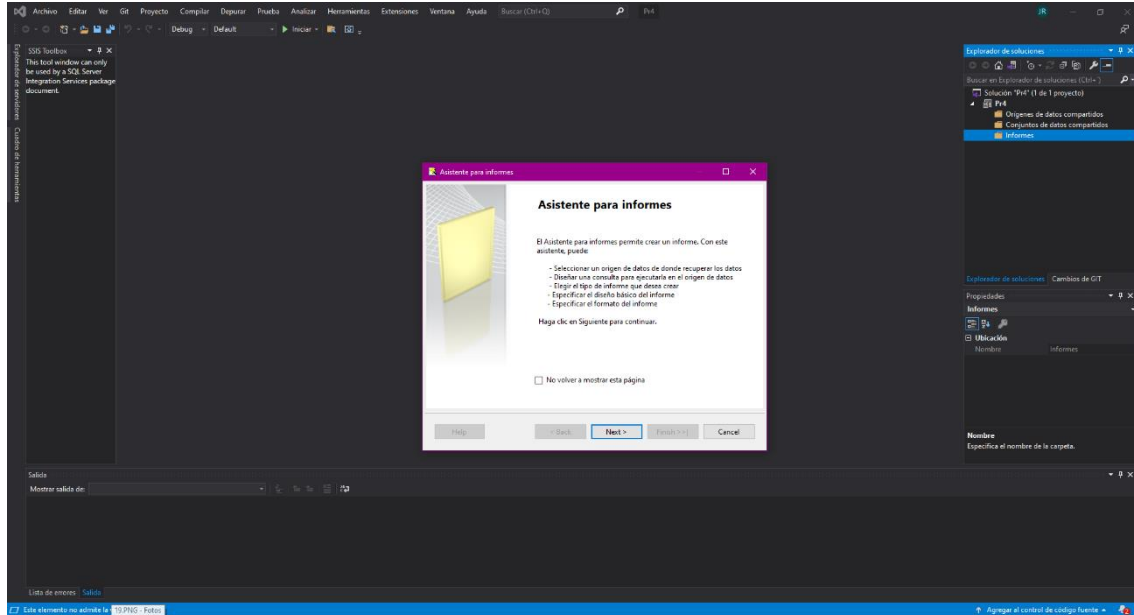 Archivo Editar Ver Git Proyecto Compilar Depurar Prueba Analizar Herramientas Extensiones Ventana Ayuda Buscar (Ctrl+Q) Pr4 JR
Debug Default Iniciar
SSIS Toolbox
This tool window can only
be used by a SQL Server
Integration Services package
document.
Explorador de servidores
Cuadro de herramientas
Asistente para informes
Asistente para informes
El Asistente para informes permite crear un informe. Con este
asistente, puede:
- Seleccionar un origen de datos de donde recuperar los datos
- Diseñar una consulta para ejecutarla en el origen de datos
- Elegir el tipo de informe que desea crear
- Especificar el diseño básico del informe
- Especificar el formato del informe
Haga clic en Siguiente para continuar.
No volver a mostrar esta página
Help < Back Next > Finish >>| Cancel
Explorador de soluciones
Buscar en Explorador de soluciones (Ctrl+')
Solución "Pr4" (1 de 1 proyecto)
Pr4
Orígenes de datos compartidos
Conjuntos de datos compartidos
Informes
Explorador de soluciones Cambios de GIT
Propiedades
Informes
Ubicación
Nombre Informes
Nombre
Especifica el nombre de la carpeta.
Salida
Mostrar salida de:
Lista de errores Salida
Este elemento no admite la 19.PNG - Fotos
Agregar al control de código fuente